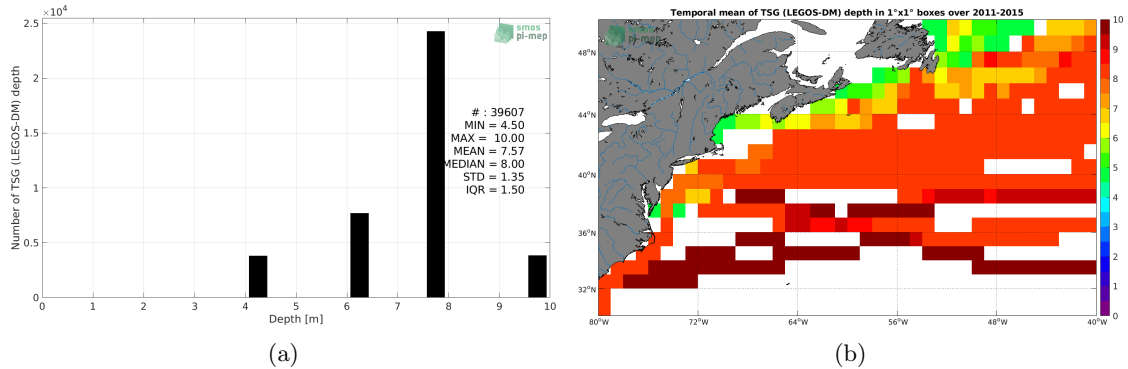 ×10⁴
2.5
2
1.5
1
0.5
0
Number of TSG (LEGOS-DM) depth
smos
pi-mep
# : 39607
MIN = 4.50
MAX = 10.00
MEAN = 7.57
MEDIAN = 8.00
STD = 1.35
IQR = 1.50
0 1 2 3 4 5 6 7 8 9 10
Depth [m]
(a)
Temporal mean of TSG (LEGOS-DM) depth in 1°x1° boxes over 2011-2015
smos
pi-mep
48°N
44°N
40°N
36°N
32°N
80°W 72°W 64°W 56°W 48°W 40°W
10
9
8
7
6
5
4
3
2
1
0
(b)